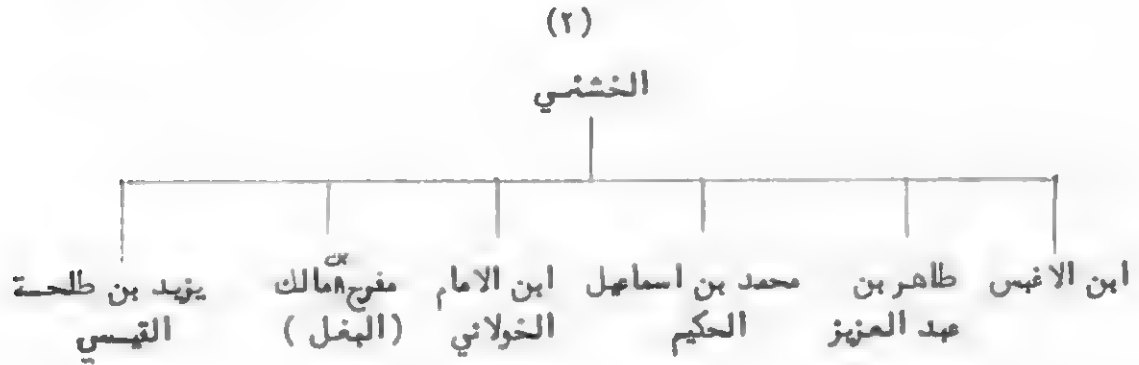 (٢)
الخشني
ابن الاغبس
طاهر بن
عبد العزيز
محمد بن اسماعيل
الحكيم
ابن الامام
الخولاني
مفرج بن مالك
(البغل)
يزيد بن طلحة
القيسي